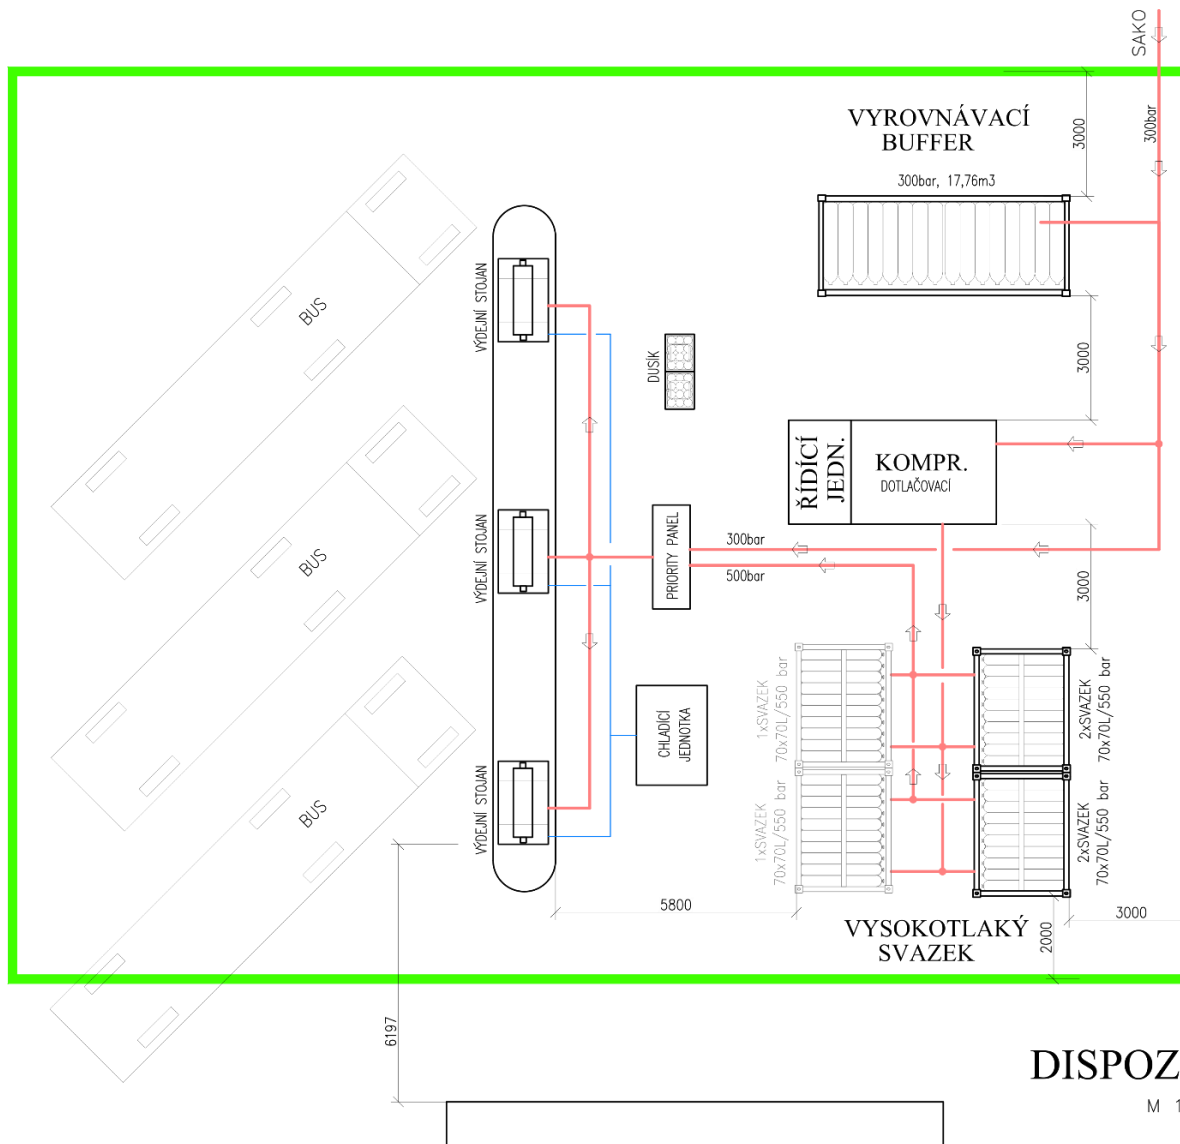 SAKO
300bar
VYROVNÁVACÍ
BUFFER
300bar, 17,76m3
3000
BUS
VÝDEJNÍ STOJAN
DUSÍK
3000
ŘÍDÍCÍ
JEDN.
KOMPR.
DOTLAČOVACÍ
BUS
VÝDEJNÍ STOJAN
PRIORITY PANEL
300bar
500bar
3000
1xSVAZEK
70x70L/550 bar
2xSVAZEK
70x70L/550 bar
CHLADÍCÍ
JEDNOTKA
BUS
VÝDEJNÍ STOJAN
1xSVAZEK
70x70L/550 bar
2xSVAZEK
70x70L/550 bar
5800
VYSOKOTLAKÝ
SVAZEK
2000
3000
6197
DISPOZ
M 1